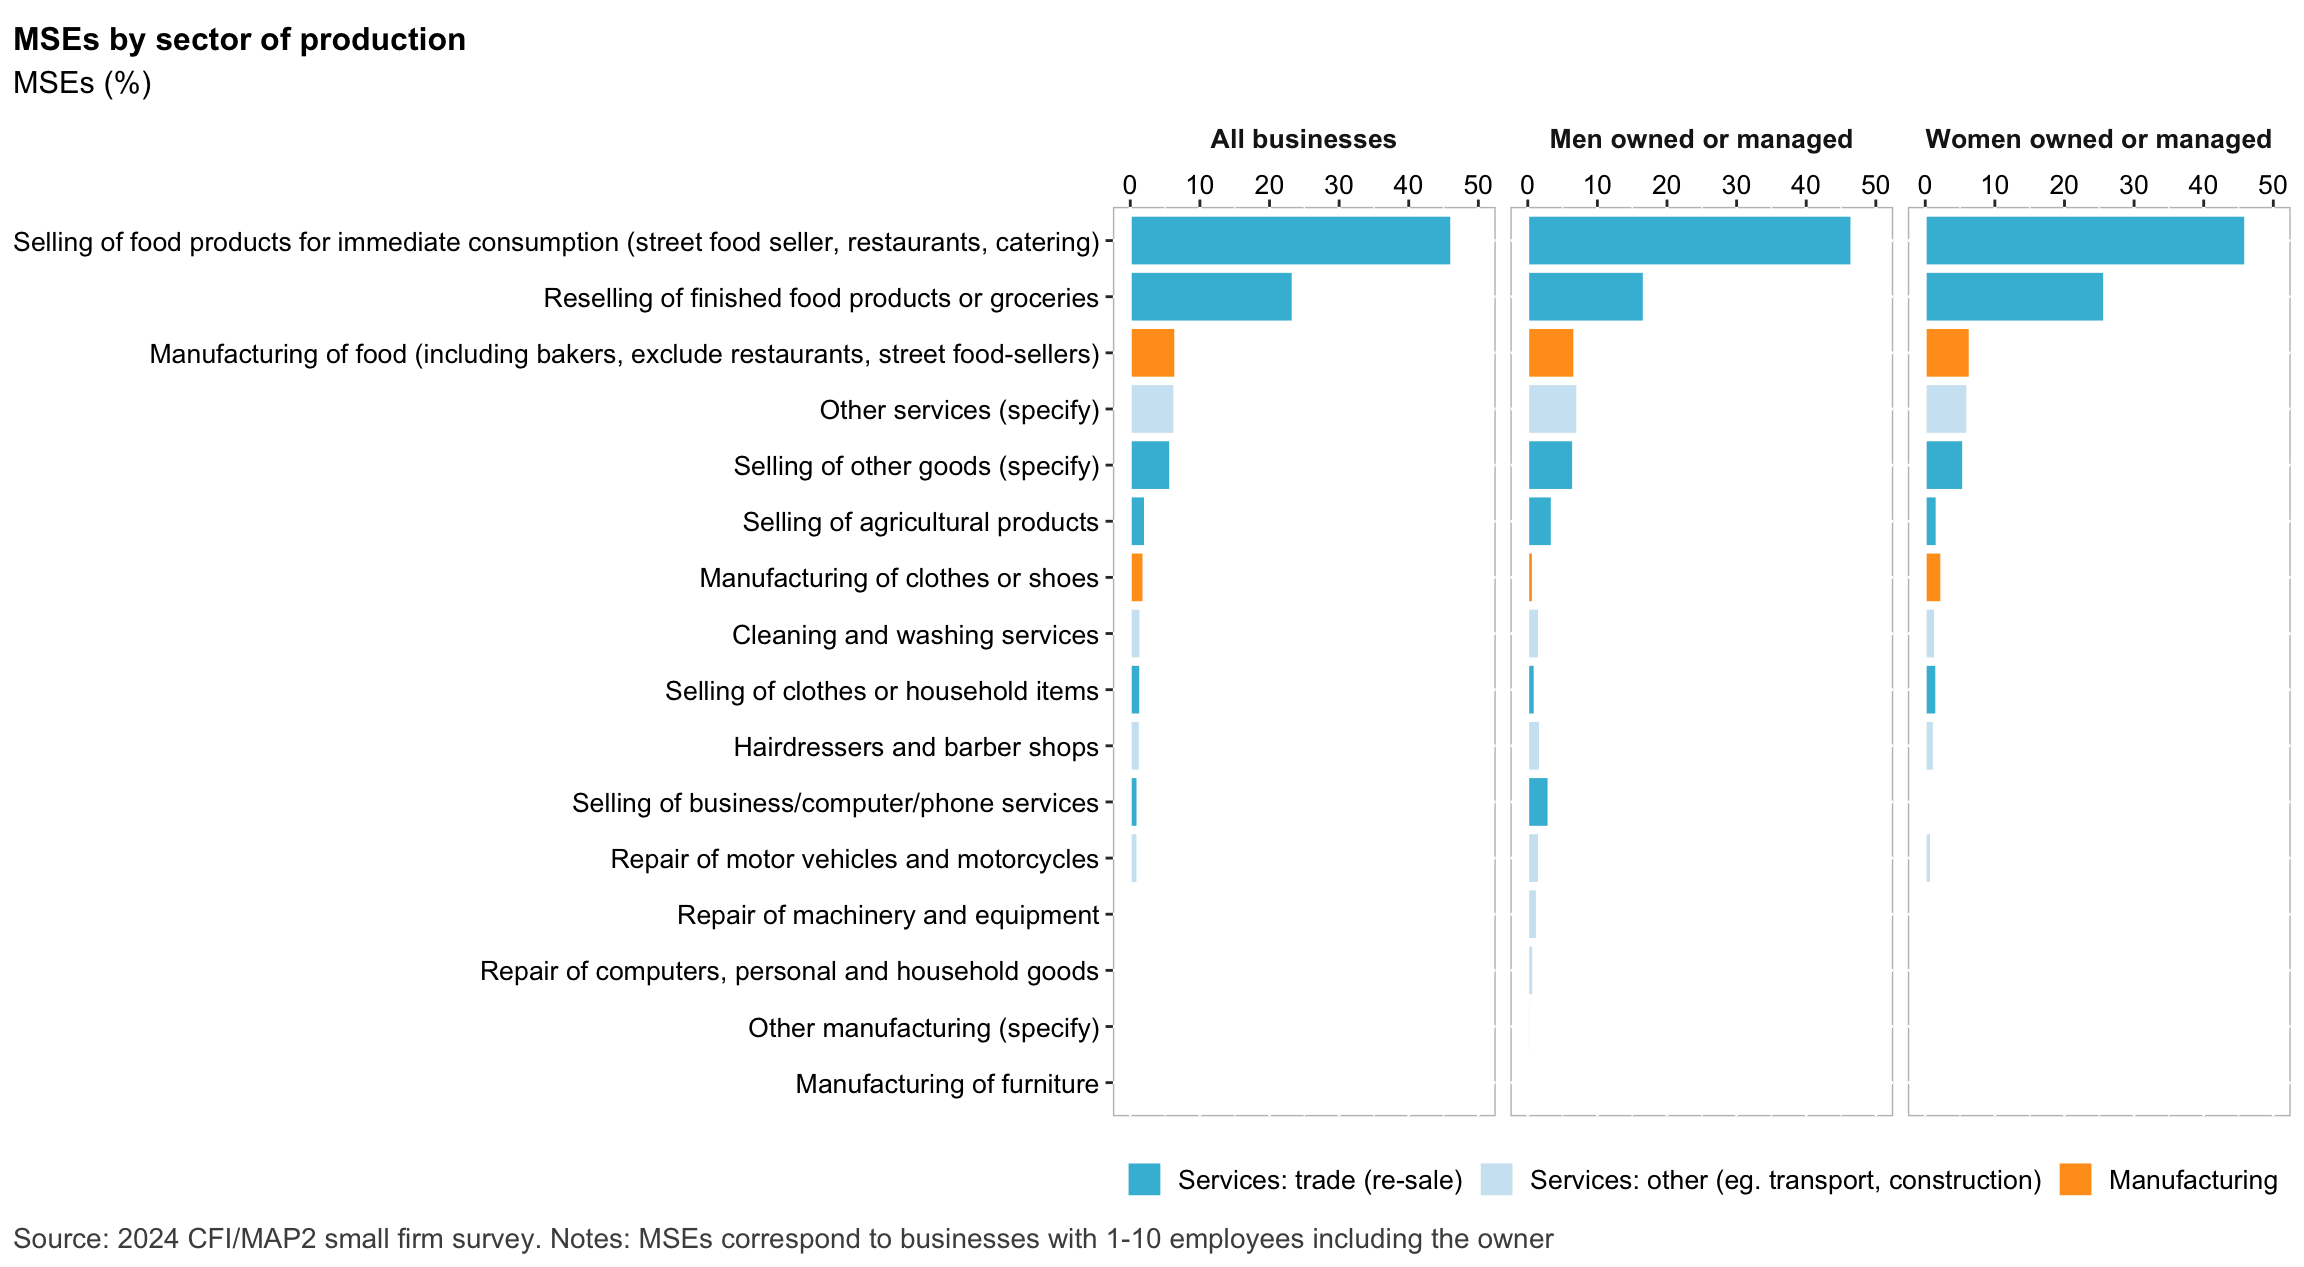 MSEs by sector of production
MSEs (%)
All businesses Men owned or managed Women owned or managed
0 10 20 30 40 50 0 10 20 30 40 50 0 10 20 30 40 50
Selling of food products for immediate consumption (street food seller, restaurants, catering)
Reselling of finished food products or groceries
Manufacturing of food (including bakers, exclude restaurants, street food-sellers)
Other services (specify)
Selling of other goods (specify)
Selling of agricultural products
Manufacturing of clothes or shoes
Cleaning and washing services
Selling of clothes or household items
Hairdressers and barber shops
Selling of business/computer/phone services
Repair of motor vehicles and motorcycles
Repair of machinery and equipment
Repair of computers, personal and household goods
Other manufacturing (specify)
Manufacturing of furniture
Services: trade (re-sale) Services: other (eg. transport, construction) Manufacturing
Source: 2024 CFI/MAP2 small firm survey. Notes: MSEs correspond to businesses with 1-10 employees including the owner